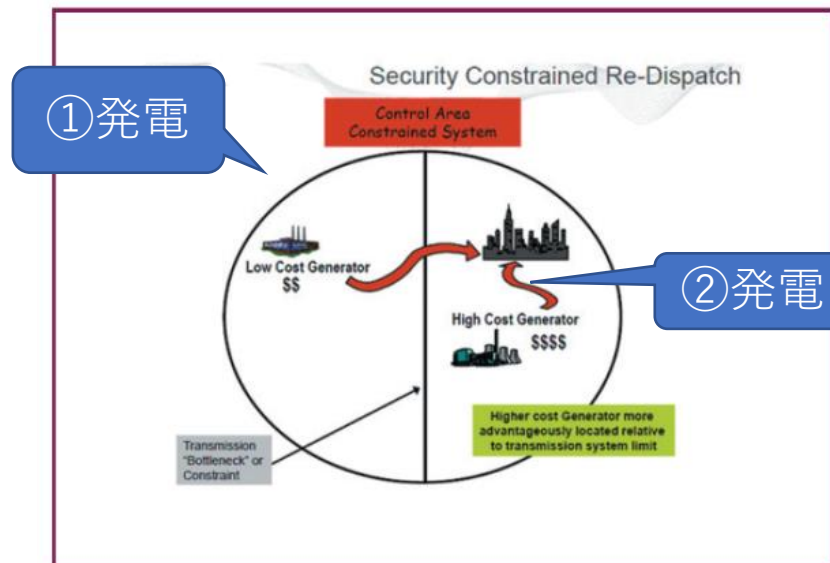 Security Constrained Re-Dispatch
①発電
Control Area
Constrained System
Low Cost Generator
$$
②発電
High Cost Generator
$$$$
Transmission
"Bottleneck" or
Constraint
Higher cost Generator more
advantageously located relative
to transmission system limit